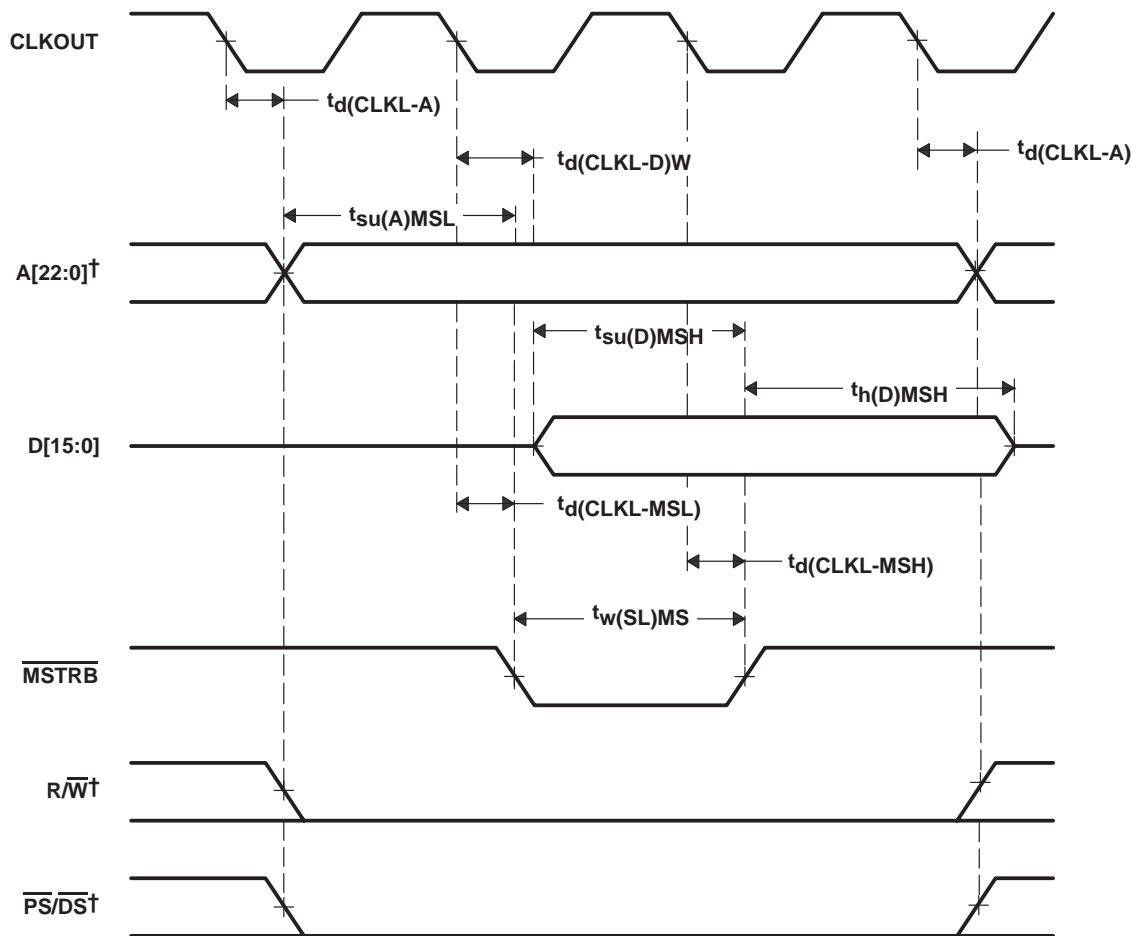 CLKOUT
td(CLKL-A)
td(CLKL-D)W
td(CLKL-A)
tsu(A)MSL
A[22:0]†
tsu(D)MSH
th(D)MSH
D[15:0]
td(CLKL-MSL)
td(CLKL-MSH)
tw(SL)MS
MSTRB
R/W†
PS/DS†